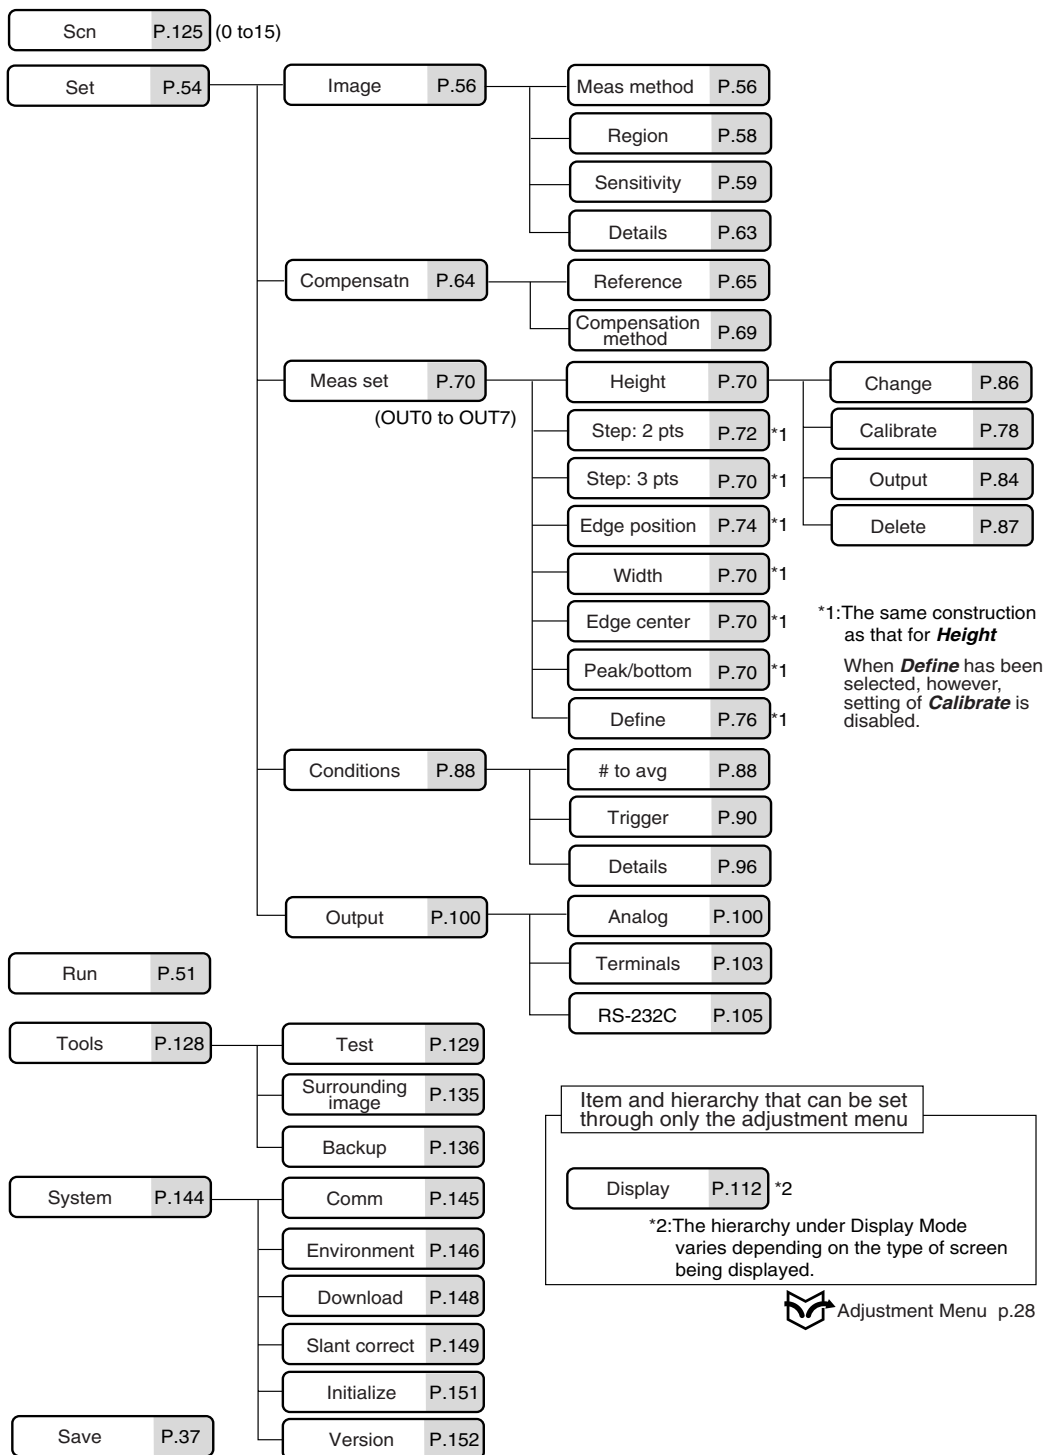 Scn P.125 (0 to15)
Set P.54
Image P.56
Meas method P.56
Region P.58
Sensitivity P.59
Details P.63
Compensatn P.64
Reference P.65
Compensation
method P.69
Meas set P.70
(OUT0 to OUT7)
Height P.70
Change P.86
Calibrate P.78
Output P.84
Delete P.87
Step: 2 pts P.72 *1
Step: 3 pts P.70 *1
Edge position P.74 *1
Width P.70 *1
Edge center P.70 *1
Peak/bottom P.70 *1
Define P.76 *1
*1:The same construction
as that for Height
When Define has been
selected, however,
setting of Calibrate is
disabled.
Conditions P.88
# to avg P.88
Trigger P.90
Details P.96
Output P.100
Analog P.100
Terminals P.103
RS-232C P.105
Run P.51
Tools P.128
Test P.129
Surrounding
image P.135
Backup P.136
System P.144
Comm P.145
Environment P.146
Download P.148
Slant correct P.149
Initialize P.151
Version P.152
Save P.37
Item and hierarchy that can be set
through only the adjustment menu
Display P.112 *2
*2:The hierarchy under Display Mode
varies depending on the type of screen
being displayed.
Adjustment Menu p.28